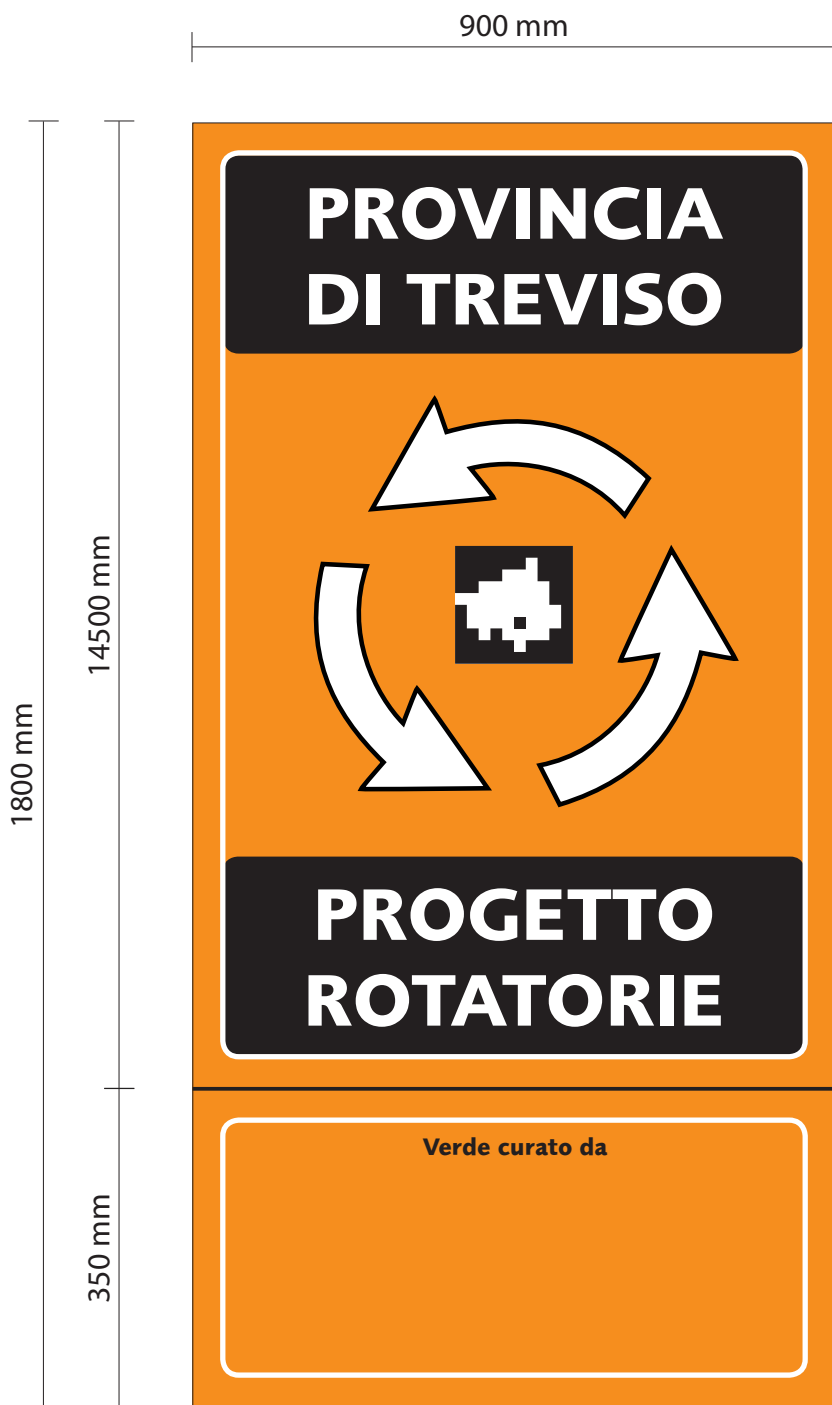 900 mm
PROVINCIA
DI TREVISO
14500 mm
1800 mm
PROGETTO
ROTATORIE
Verde curato da
350 mm